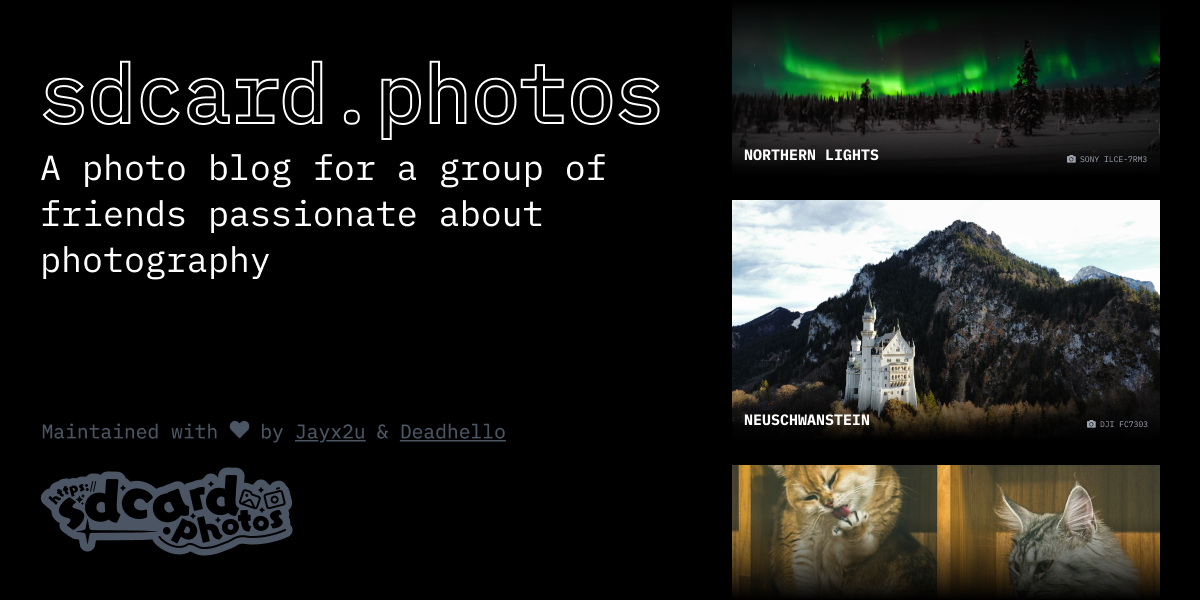 sdcard.photos
A photo blog for a group of
friends passionate about
photography
Maintained with ♥ by Jayx2u & Deadhello
https://
sdcard
photos
NORTHERN LIGHTS
SONY ILCE-7RM3
NEUSCHWANSTEIN
DJI FC7303